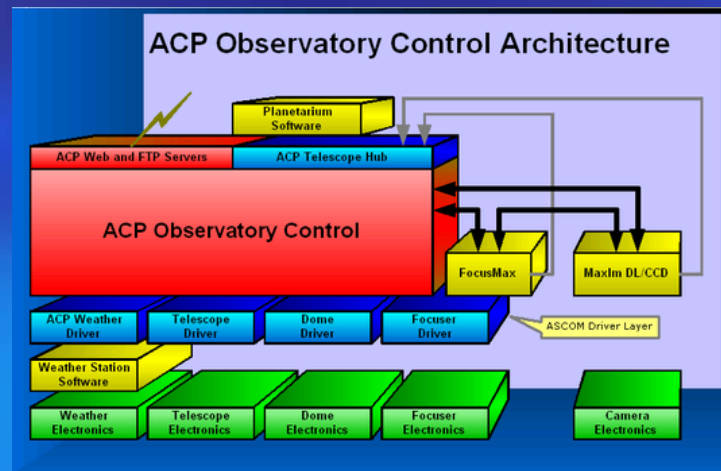 ACP Observatory Control Architecture
Planetarium
Software
ACP Web and FTP Servers
ACP Telescope Hub
ACP Observatory Control
FocusMax
MaxIm DL/CCD
ACP Weather
Driver
Telescope
Driver
Dome
Driver
Focuser
Driver
ASCOM Driver Layer
Weather Station
Software
Weather
Electronics
Telescope
Electronics
Dome
Electronics
Focuser
Electronics
Camera
Electronics